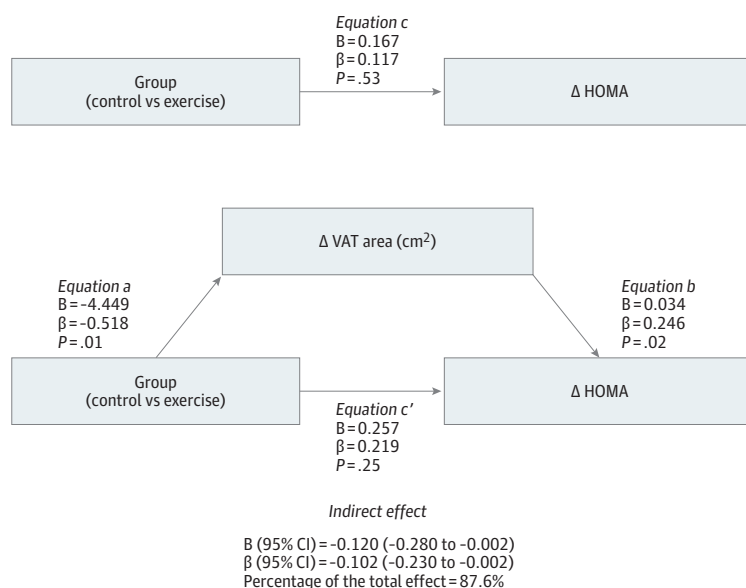 Equation c
B=0.167
β=0.117
P=.53
Group
(control vs exercise)
Δ HOMA
Δ VAT area (cm²)
Equation a
B=-4.449
β=-0.518
P=.01
Equation b
B=0.034
β=0.246
P=.02
Group
(control vs exercise)
Δ HOMA
Equation c’
B=0.257
β=0.219
P=.25
Indirect effect
B (95% CI)=-0.120 (-0.280 to -0.002)
β (95% CI)=-0.102 (-0.230 to -0.002)
Percentage of the total effect=87.6%